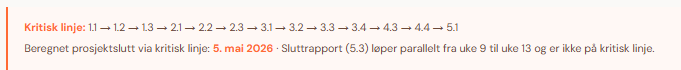 Kritisk linje: 1.1 → 1.2 → 1.3 → 2.1 → 2.2 → 2.3 → 3.1 → 3.2 → 3.3 → 3.4 → 4.3 → 4.4 → 5.1
Beregnet prosjektslutt via kritisk linje: 5. mai 2026 · Sluttrapport (5.3) løper parallelt fra uke 9 til uke 13 og er ikke på kritisk linje.